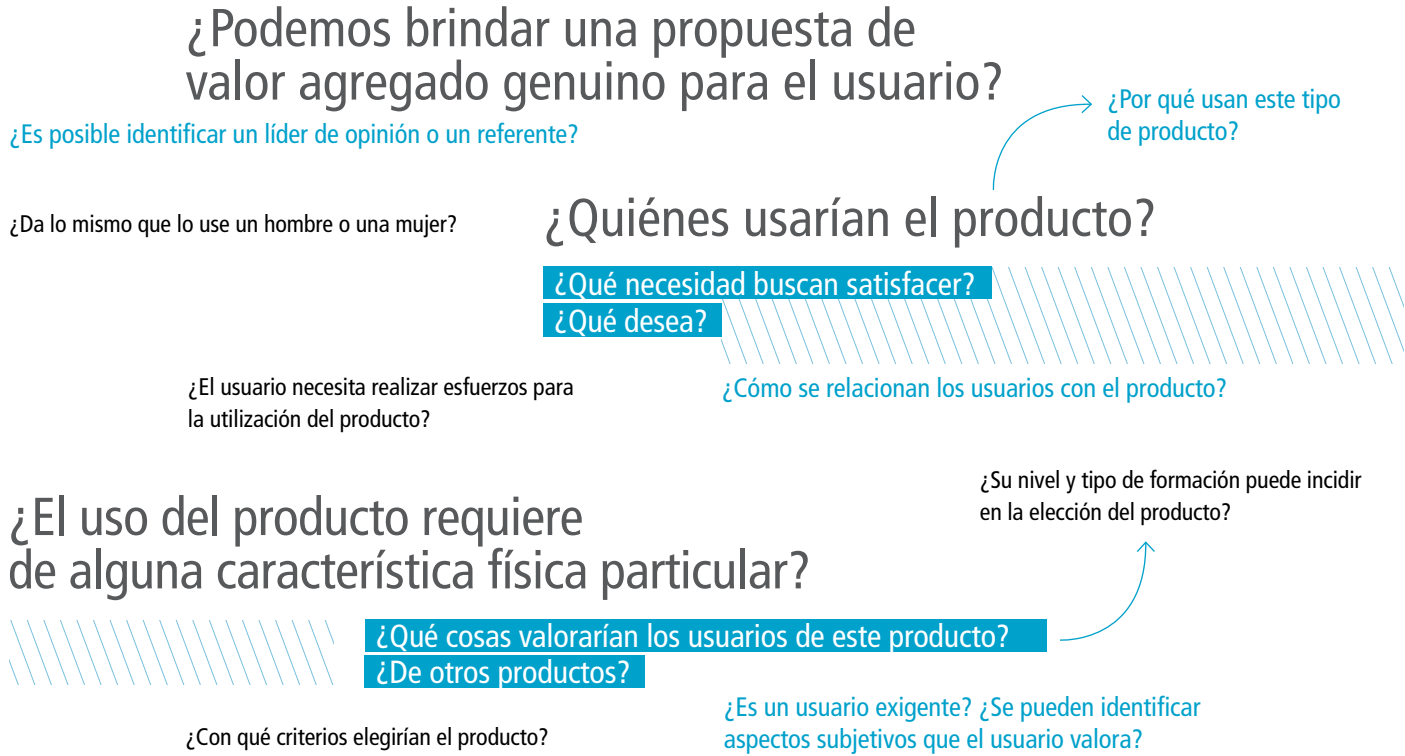 ¿Podemos brindar una propuesta de
valor agregado genuino para el usuario?
¿Por qué usan este tipo
de producto?
¿Es posible identificar un líder de opinión o un referente?
¿Da lo mismo que lo use un hombre o una mujer?
¿Quiénes usarían el producto?
¿Qué necesidad buscan satisfacer?
¿Qué desea?
¿El usuario necesita realizar esfuerzos para
la utilización del producto?
¿Cómo se relacionan los usuarios con el producto?
¿Su nivel y tipo de formación puede incidir
en la elección del producto?
¿El uso del producto requiere
de alguna característica física particular?
¿Qué cosas valorarían los usuarios de este producto?
¿De otros productos?
¿Con qué criterios elegirían el producto?
¿Es un usuario exigente? ¿Se pueden identificar
aspectos subjetivos que el usuario valora?